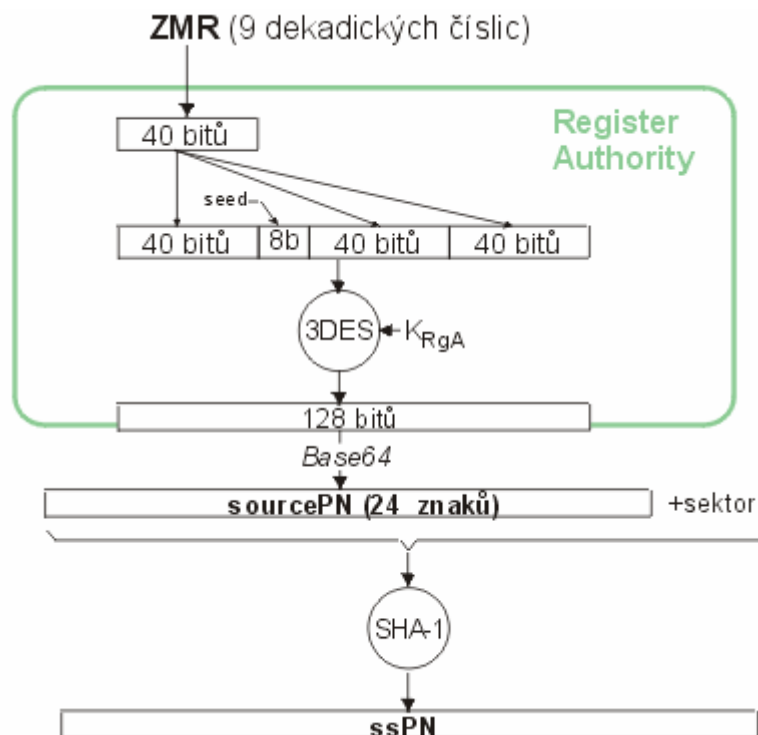 ZMR (9 dekadických číslic)
Register
Authority
40 bitů
seed
40 bitů 8b 40 bitů 40 bitů
3DES KRgA
128 bitů
Base64
sourcePN (24 znaků) +sektor
SHA-1
ssPN